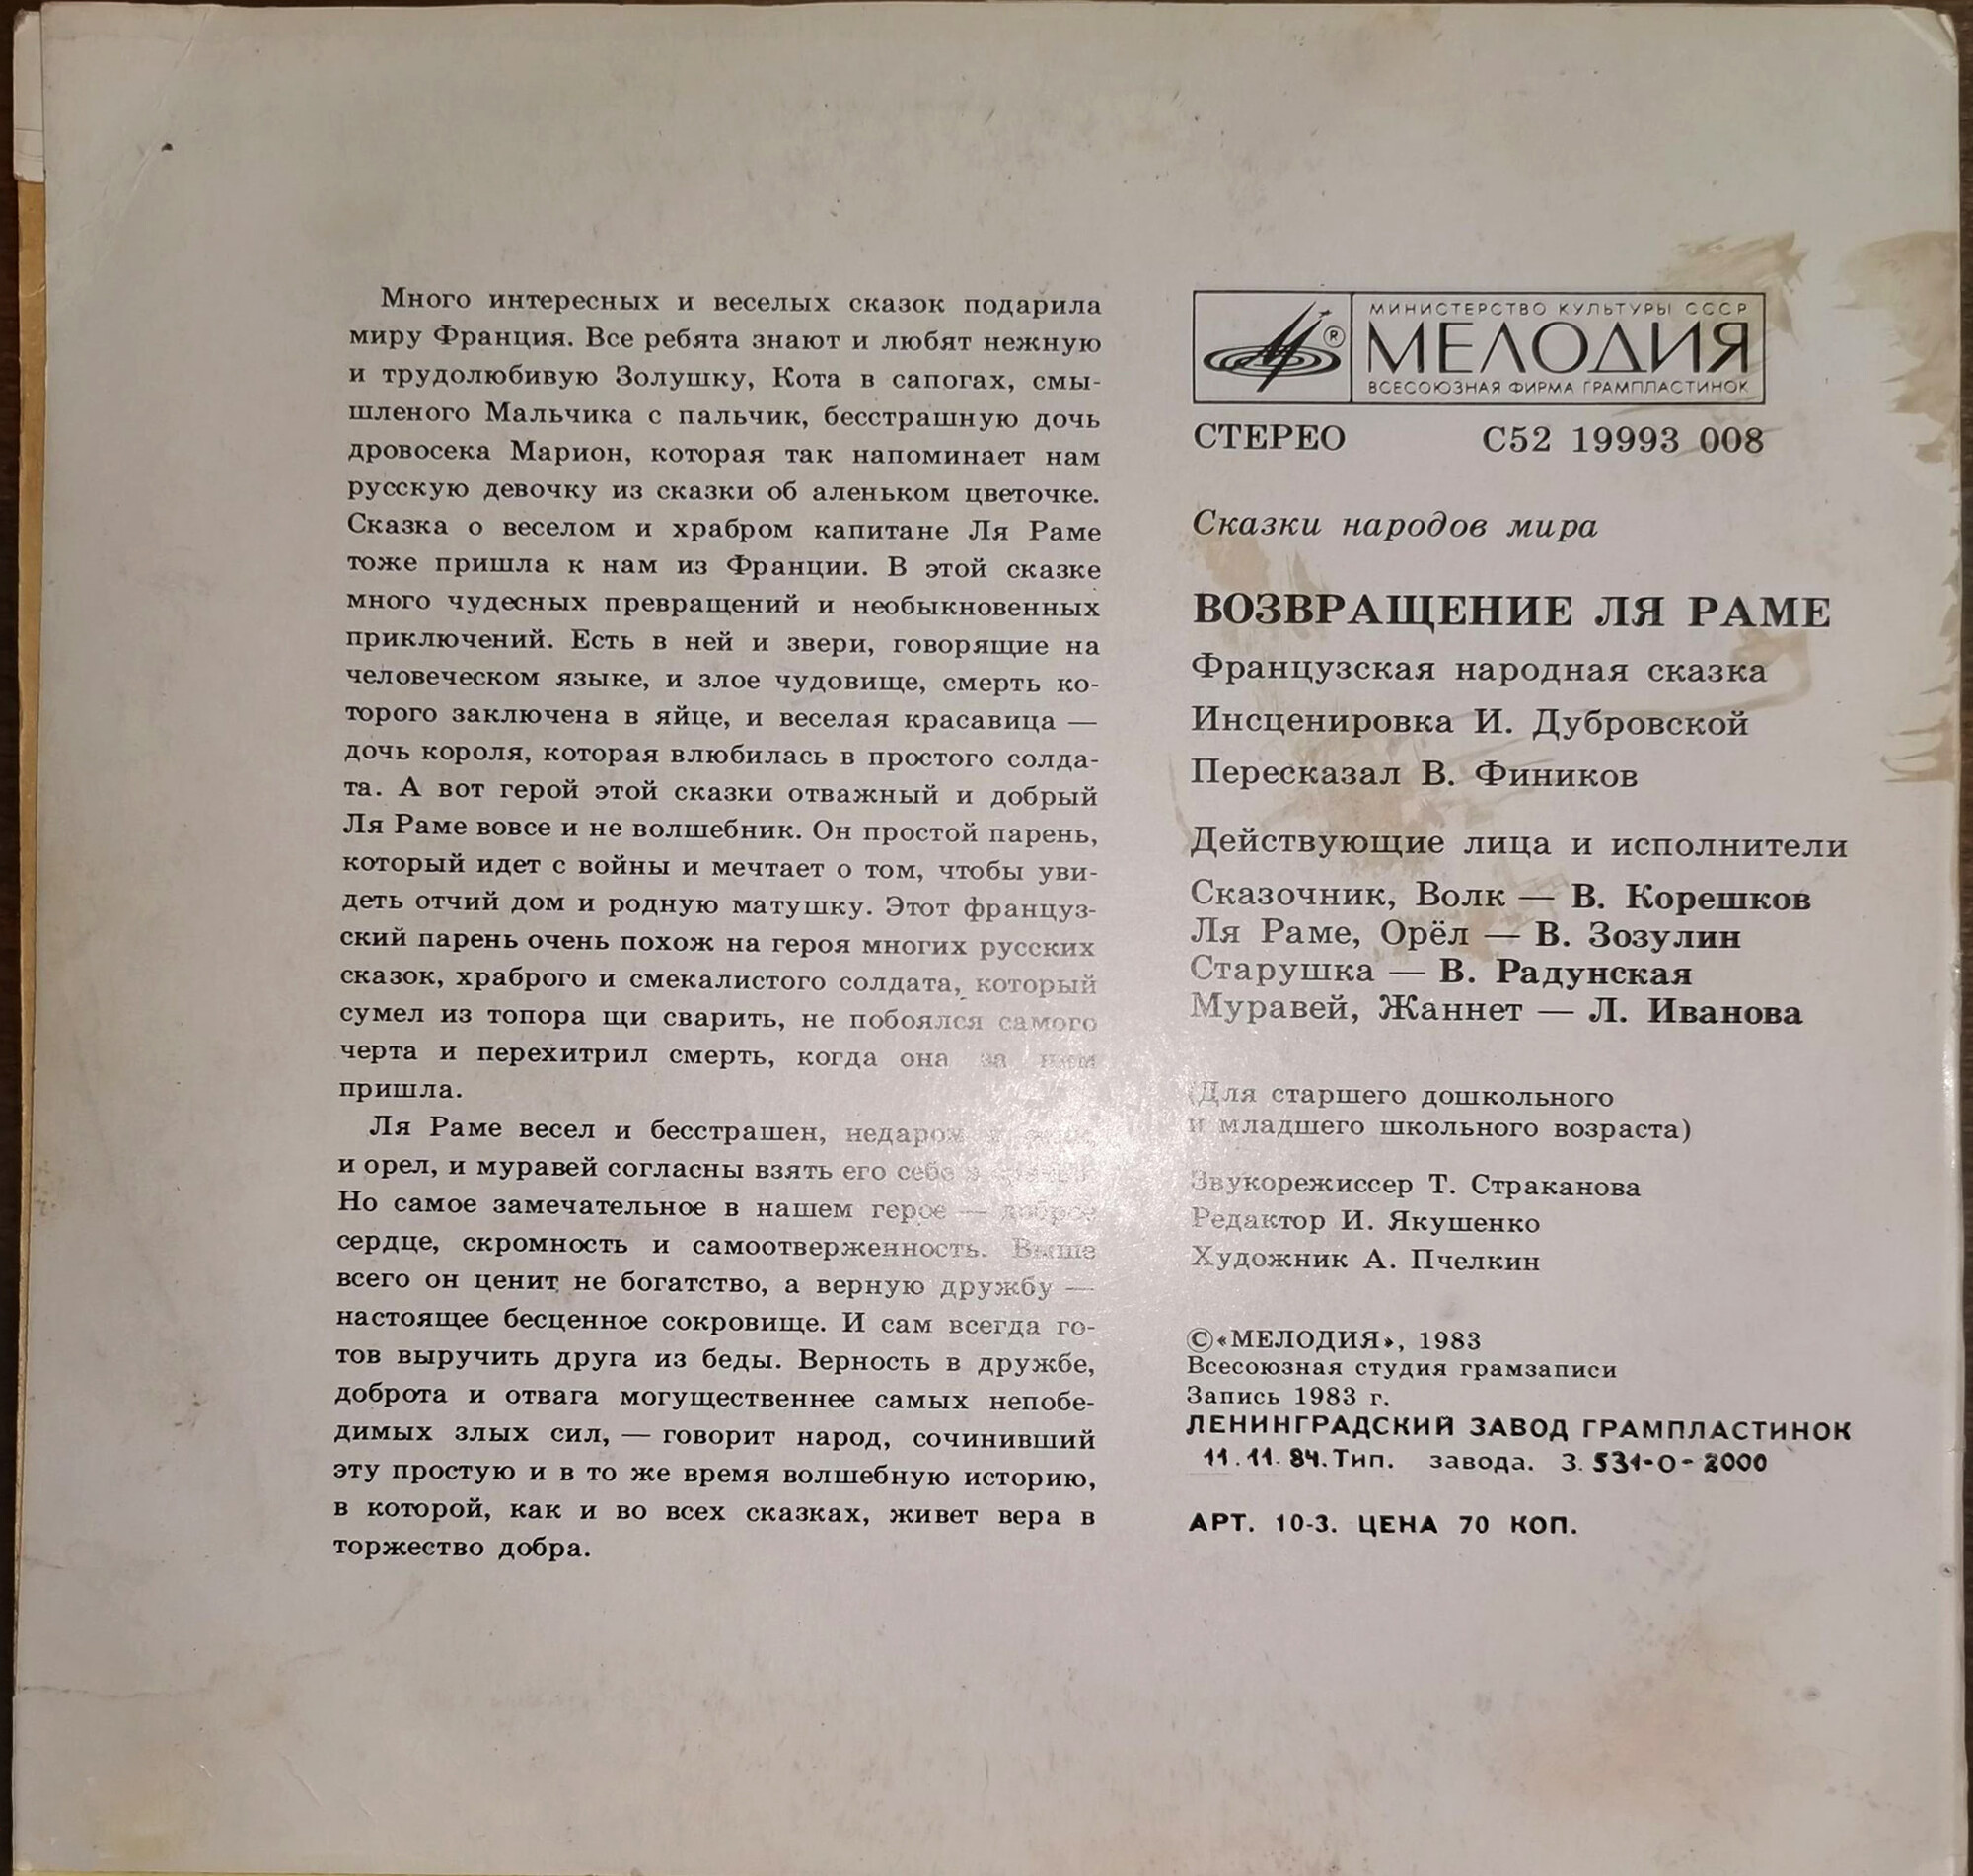 Много интересных и веселых сказок подарила
миру Франция. Все ребята знают и любят нежную
и трудолюбивую Золушку, Кота в сапогах, смы-
шленого Мальчика с пальчик, бесстрашную дочь
дровосека Марион, которая так напоминает нам
русскую девочку из сказки об аленьком цветочке.
Сказка о веселом и храбром капитане Ля Раме
тоже пришла к нам из Франции. В этой сказке
много чудесных превращений и необыкновенных
приключений. Есть в ней и звери, говорящие на
человеческом языке, и злое чудовище, смерть ко-
торого заключена в яйце, и веселая красавица —
дочь короля, которая влюбилась в простого солда-
та. А вот герой этой сказки отважный и добрый
Ля Раме вовсе и не волшебник. Он простой парень,
который идет с войны и мечтает о том, чтобы уви-
деть отчий дом и родную матушку. Этот француз-
ский парень очень похож на героя многих русских
сказок, храброго и смекалистого солдата, который
сумел из топора щи сварить, не побоялся самого
черта и перехитрил смерть, когда она за ним
пришла.
Ля Раме весел и бесстрашен, недаром
и орел, и муравей согласны взять его себе
Но самое замечательное в нашем герое — доброе
сердце, скромность и самоотверженность. Выше
всего он ценит не богатство, а верную дружбу —
настоящее бесценное сокровище. И сам всегда го-
тов выручить друга из беды. Верность в дружбе,
доброта и отвага могущественнее самых непобе-
димых злых сил, — говорит народ, сочинивший
эту простую и в то же время волшебную историю,
в которой, как и во всех сказках, живет вера в
торжество добра.
МИНИСТЕРСТВО КУЛЬТУРЫ СССР
МЕЛОДИЯ
ВСЕСОЮЗНАЯ ФИРМА ГРАМПЛАСТИНОК
®
СТЕРЕО С52 19993 008
Сказки народов мира
ВОЗВРАЩЕНИЕ ЛЯ РАМЕ
Французская народная сказка
Инсценировка И. Дубровской
Пересказал В. Фиников
Действующие лица и исполнители
Сказочник, Волк — В. Корешков
Ля Раме, Орёл — В. Зозулин
Старушка — В. Радунская
Муравей, Жаннет — Л. Иванова
(Для старшего дошкольного
и младшего школьного возраста)
Звукорежиссер Т. Страканова
Редактор И. Якушенко
Художник А. Пчелкин
©«МЕЛОДИЯ», 1983
Всесоюзная студия грамзаписи
Запись 1983 г.
ЛЕНИНГРАДСКИЙ ЗАВОД ГРАМПЛАСТИНОК
11.11.84. Тип. завода. З. 531-0-2000
АРТ. 10-3. ЦЕНА 70 КОП.